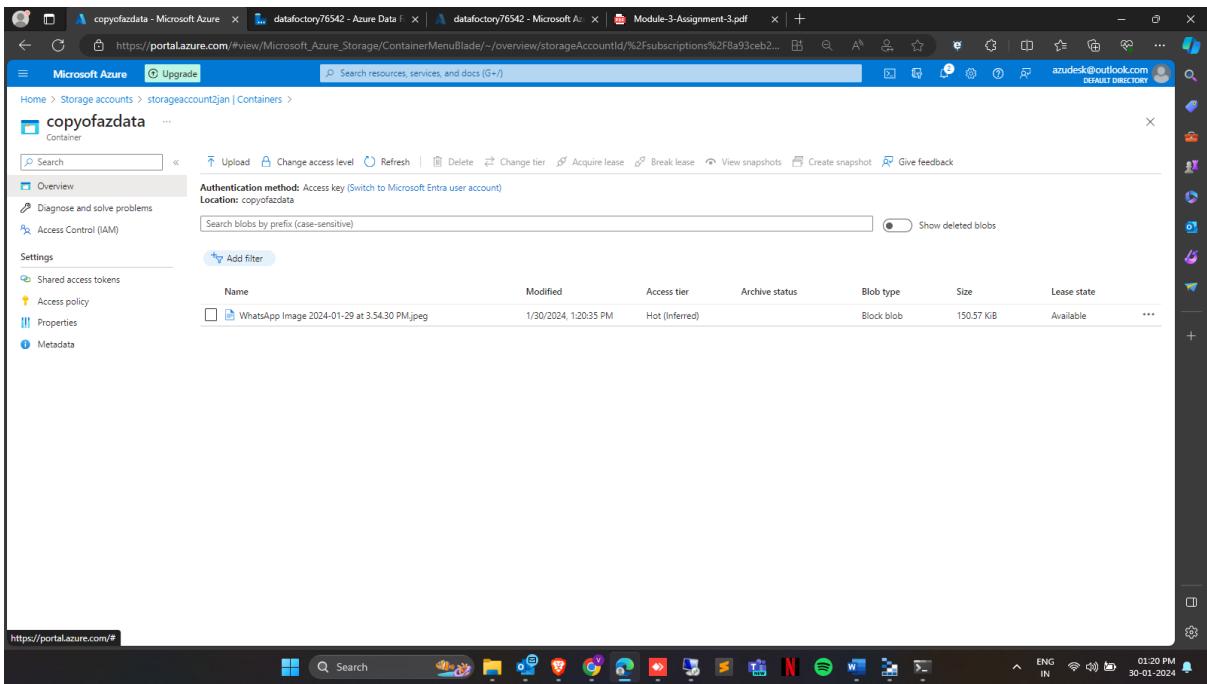 copyofazdata - Microsoft Azure
datafactory76542 - Azure Data F
datafactory76542 - Microsoft Az
Module-3-Assignment-3.pdf
https://portal.azure.com/#view/Microsoft_Azure_Storage/ContainerMenuBlade/~/overview/storageAccountId/%2Fsubscriptions%2F8a93ceb2...
Microsoft Azure
Upgrade
Search resources, services, and docs (G+/)
2
azudesk@outlook.com
DEFAULT DIRECTORY
Home > Storage accounts > storageaccount2jan | Containers >
copyofazdata ...
Container
Search
Upload Change access level Refresh Delete Change tier Acquire lease Break lease View snapshots Create snapshot Give feedback
Overview
Diagnose and solve problems
Access Control (IAM)
Settings
Shared access tokens
Access policy
Properties
Metadata
Authentication method: Access key (Switch to Microsoft Entra user account)
Location: copyofazdata
Search blobs by prefix (case-sensitive)
Show deleted blobs
Add filter
Name Modified Access tier Archive status Blob type Size Lease state
WhatsApp Image 2024-01-29 at 3.54.30 PM.jpeg 1/30/2024, 1:20:35 PM Hot (Inferred) Block blob 150.57 KiB Available ...
https://portal.azure.com/#
Search
ENG
IN
01:20 PM
30-01-2024